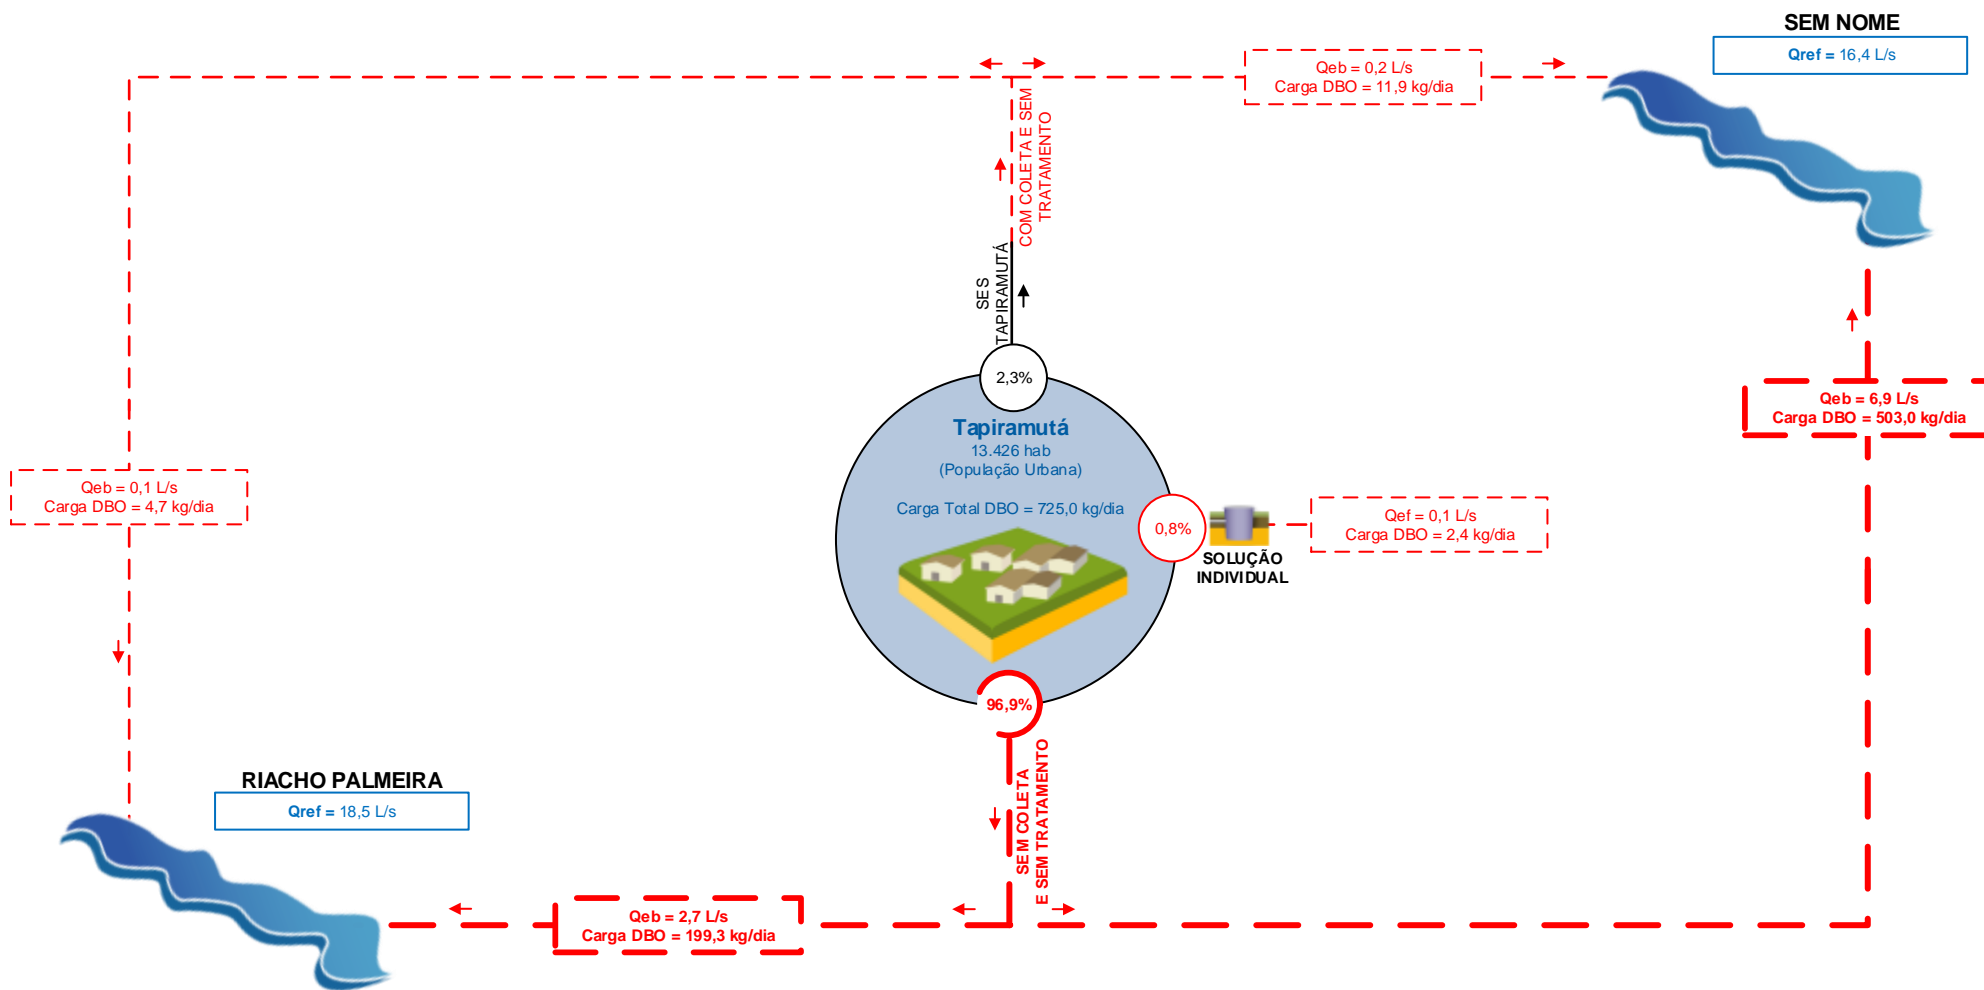 SEM NOME
Qref = 16,4 L/s
Qeb = 0,2 L/s
Carga DBO = 11,9 kg/dia
COM COLETA E SEM
TRATAMENTO
SES
TAPIRAMUTÁ
2,3%
Tapiramutá
13.426 hab
(População Urbana)
Carga Total DBO = 725,0 kg/dia
Qeb = 6,9 L/s
Carga DBO = 503,0 kg/dia
Qeb = 0,1 L/s
Carga DBO = 4,7 kg/dia
0,8%
SOLUÇÃO
INDIVIDUAL
Qef = 0,1 L/s
Carga DBO = 2,4 kg/dia
96,9%
SEM COLETA
E SEM TRATAMENTO
RIACHO PALMEIRA
Qref = 18,5 L/s
Qeb = 2,7 L/s
Carga DBO = 199,3 kg/dia